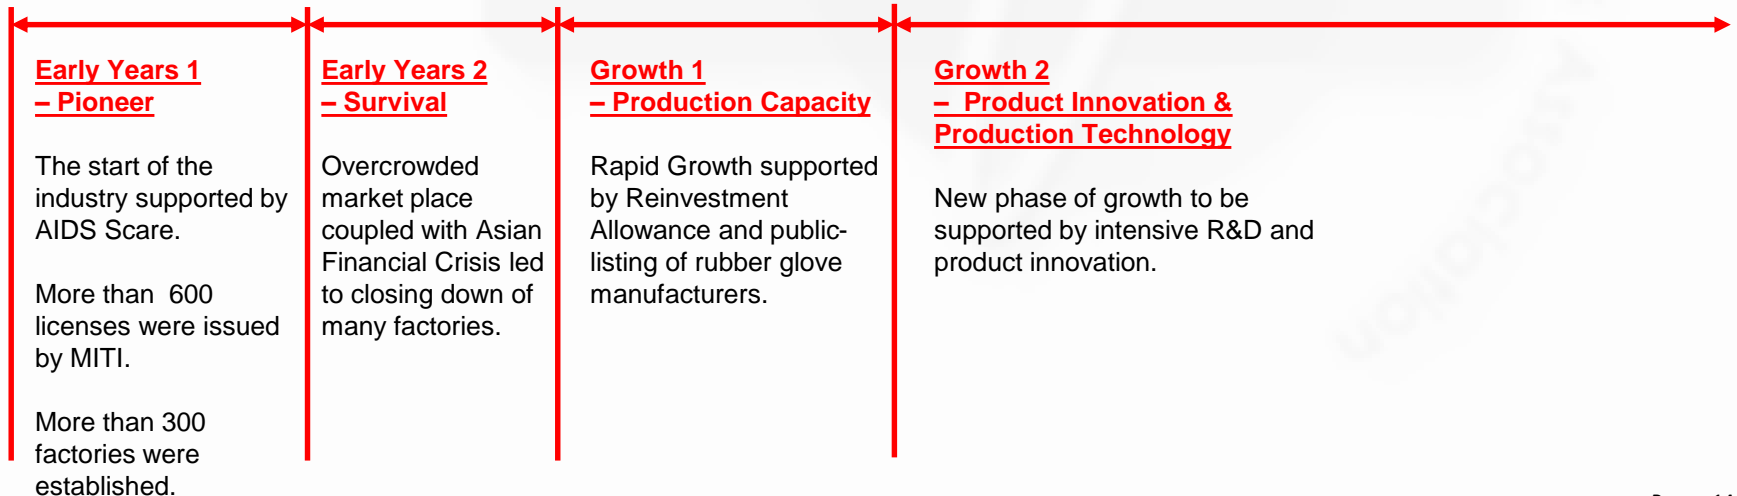 Early Years 1
– Pioneer
The start of the
industry supported by
AIDS Scare.
More than  600
licenses were issued
by MITI.
More than 300
factories were
established.
Early Years 2
– Survival
Overcrowded
market place
coupled with Asian
Financial Crisis led
to closing down of
many factories.
Growth 1
– Production Capacity
Rapid Growth supported
by Reinvestment
Allowance and public-
listing of rubber glove
manufacturers.
Growth 2
–  Product Innovation &
Production Technology
New phase of growth to be
supported by intensive R&D and
product innovation.
Association